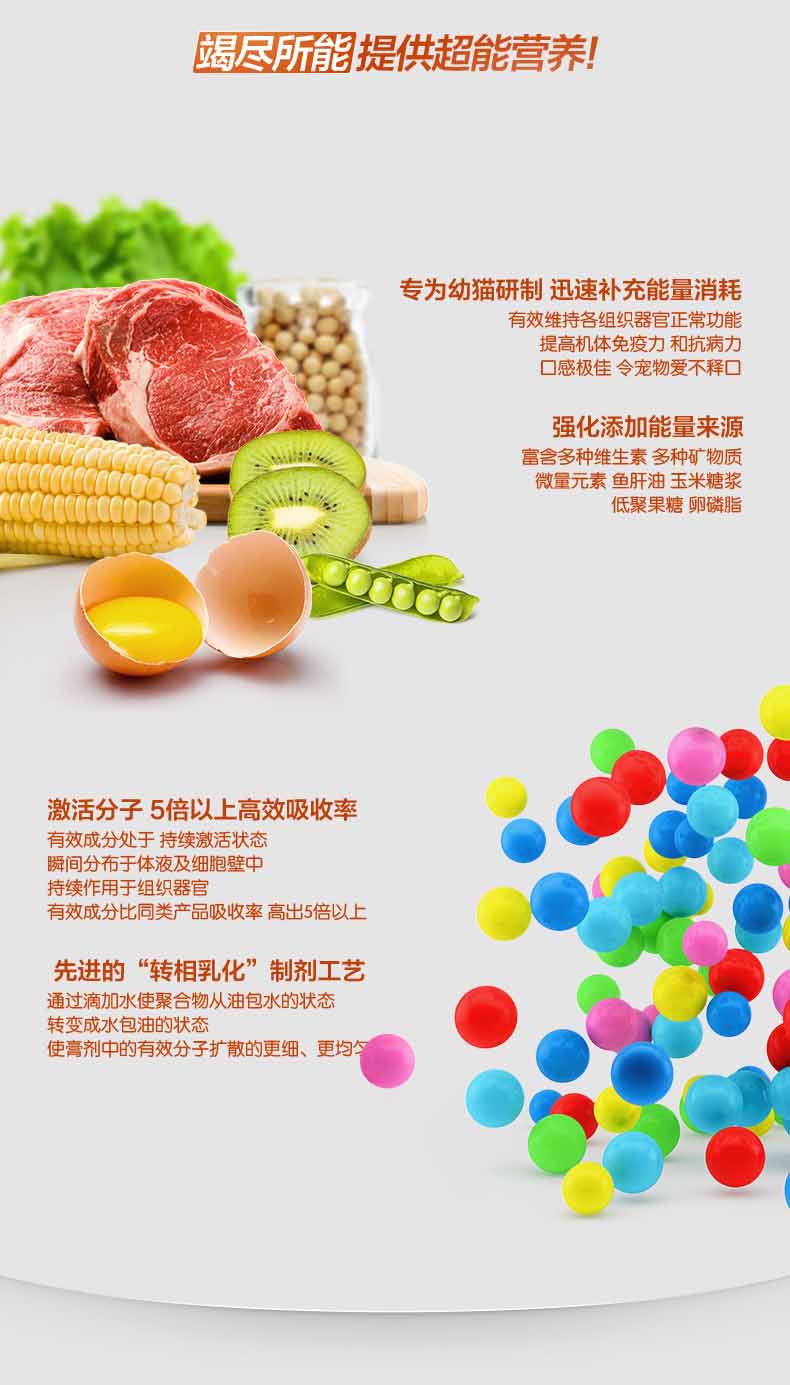 竭尽所能 提供超能营养!
专为幼猫研制 迅速补充能量消耗
有效维持各组织器官正常功能
提高机体免疫力 和抗病力
口感极佳 令宠物爱不释口
强化添加能量来源
富含多种维生素 多种矿物质
微量元素 鱼肝油 玉米糖浆
低聚果糖 卵磷脂
激活分子 5倍以上高效吸收率
有效成分处于 持续激活状态
瞬间分布于体液及细胞壁中
持续作用于组织器官
有效成分比同类产品吸收率 高出5倍以上
先进的“转相乳化”制剂工艺
通过滴加水使聚合物从油包水的状态
转变成水包油的状态
使膏剂中的有效分子扩散的更细、更均匀